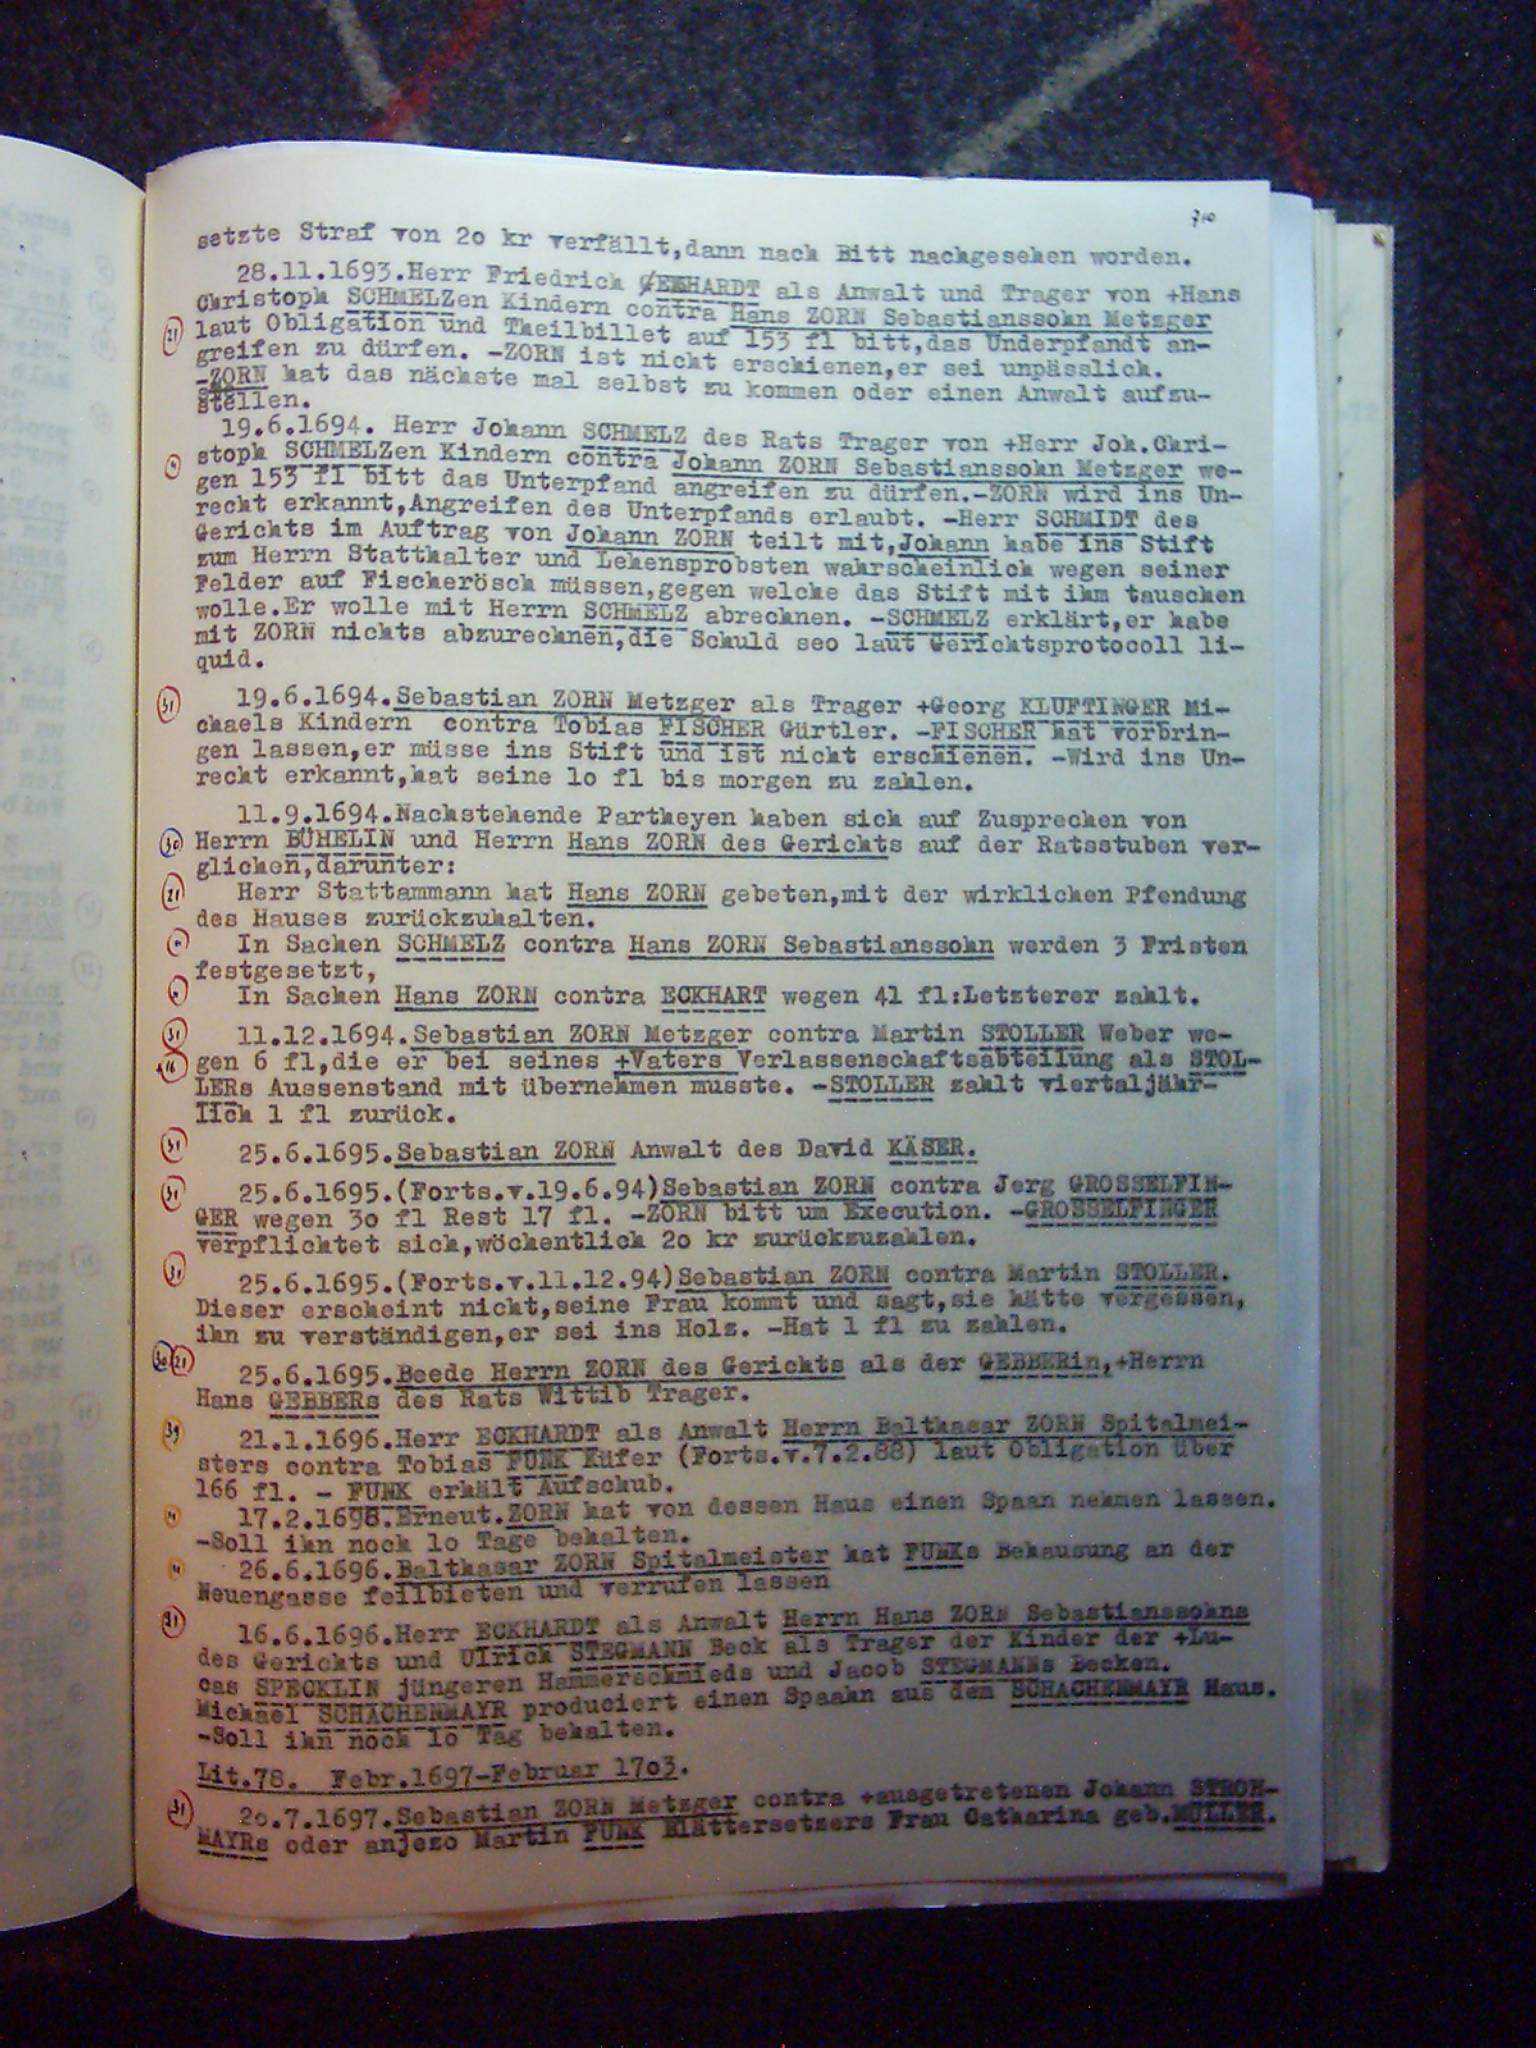 710
setzte Straf von 2o kr verfällt,dann nach Bitt nachgesehen worden.
28.11.1693.Herr Friedrich EKHARDT als Anwalt und Trager von +Hans
Christoph SCHMELZen Kindern contra Hans ZORN Sebastianssohn Metzger
21 laut Obligation und Theilbillet auf 153 fl bitt,das Underpfandt an-
greifen zu dürfen. -ZORN ist nicht erschienen,er sei unpässlich.
-ZORN hat das nächste mal selbst zu kommen oder einen Anwalt aufzu-
stellen.
19.6.1694. Herr Johann SCHMELZ des Rats Trager von +Herr Joh.Chri-
" stoph SCHMELZen Kindern contra Johann ZORN Sebastianssohn Metzger we-
gen 153 fl bitt das Unterpfand angreifen zu dürfen.-ZORN wird ins Un-
recht erkannt,Angreifen des Unterpfands erlaubt. -Herr SCHMIDT des
Gerichts im Auftrag von Johann ZORN teilt mit,Johann habe ins Stift
zum Herrn Statthalter und Lehensprobsten wahrscheinlich wegen seiner
Felder auf Fischerösch müssen,gegen welche das Stift mit ihm tauschen
wolle.Er wolle mit Herrn SCHMELZ abrechnen. -SCHMELZ erklärt,er habe
mit ZORN nichts abzurechnen,die Schuld seo laut Gerichtsprotocoll li-
quid.
31 19.6.1694.Sebastian ZORN Metzger als Trager +Georg KLUFTINGER Mi-
chaels Kindern contra Tobias FISCHER Gürtler. -FISCHER hat vorbrin-
gen lassen,er müsse ins Stift und ist nicht erschienen. -Wird ins Un-
recht erkannt,hat seine 1o fl bis morgen zu zahlen.
11.9.1694.Nachstehende Partheyen haben sich auf Zusprechen von
30 Herrn BÜHELIN und Herrn Hans ZORN des Gerichts auf der Ratsstuben ver-
glichen,darunter:
21 Herr Stattammann hat Hans ZORN gebeten,mit der wirklichen Pfendung
des Hauses zurückzuhalten.
" In Sachen SCHMELZ contra Hans ZORN Sebastianssohn werden 3 Fristen
festgesetzt,
" In Sachen Hans ZORN contra ECKHART wegen 41 fl:Letzterer zahlt.
31 11.12.1694.Sebastian ZORN Metzger contra Martin STOLLER Weber we-
+16 gen 6 fl,die er bei seines +Vaters Verlassenschaftsabteilung als STOL-
LERs Aussenstand mit übernehmen musste. -STOLLER zahlt viertaljähr-
lich 1 fl zurück.
31 25.6.1695.Sebastian ZORN Anwalt des David KÄSER.
31 25.6.1695.(Forts.v.19.6.94)Sebastian ZORN contra Jerg GROSSELFIN-
GER wegen 3o fl Rest 17 fl. -ZORN bitt um Execution. -GROSSELFINGER
verpflichtet sich,wöchentlich 2o kr zurückzuzahlen.
31 25.6.1695.(Forts.v.11.12.94)Sebastian ZORN contra Martin STOLLER.
Dieser erscheint nicht,seine Frau kommt und sagt,sie hätte vergessen,
ihn zu verständigen,er sei ins Holz. -Hat 1 fl zu zahlen.
30 21 25.6.1695.Beede Herrn ZORN des Gerichts als der GEBBERin,+Herrn
Hans GEBBERs des Rats Wittib Trager.
39 21.1.1696.Herr ECKHARDT als Anwalt Herrn Balthasar ZORN Spitalmei-
sters contra Tobias FUNK Küfer (Forts.v.7.2.88) laut Obligation über
166 fl. - FUNK erhält Aufschub.
17.2.1696.Erneut.ZORN hat von dessen Haus einen Spaan nehmen lassen.
-Soll ihn noch 1o Tage behalten.
" 26.6.1696.Balthasar ZORN Spitalmeister hat FUNKs Behausung an der
Neuengasse feilbieten und verrufen lassen
21 16.6.1696.Herr ECKHARDT als Anwalt Herrn Hans ZORN Sebastianssohns
des Gerichts und Ulrich STEGMANN Beck als Trager der Kinder der +Lu-
cas SPECKLIN jüngeren Hammerschmieds und Jacob STEGMANNs Becken.
Michael SCHACHENMAYR produciert einen Spaahn aus dem SCHACHENMAYR Haus.
-Soll ihn noch 1o Tag behalten.
Lit.78. Febr.1697-Februar 17o3.
31 2o.7.1697.Sebastian ZORN Metzger contra +ausgetretenen Johann STROH-
MAYRs oder anjezo Martin FUNK Blättersetzers Frau Catharina geb.MÜLLER.